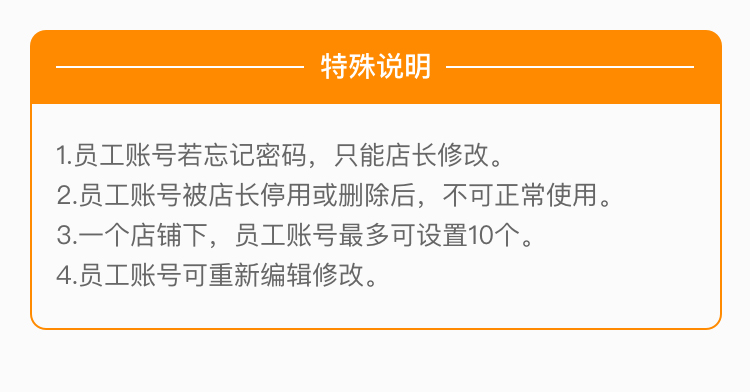 特殊说明
1.员工账号若忘记密码，只能店长修改。
2.员工账号被店长停用或删除后，不可正常使用。
3.一个店铺下，员工账号最多可设置10个。
4.员工账号可重新编辑修改。